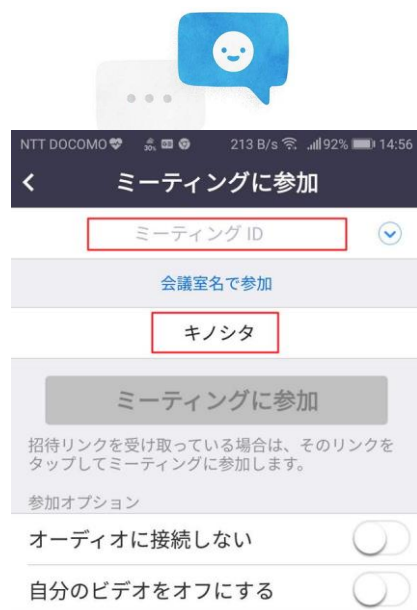 NTT DOCOMO 30% 213 B/s 92% 14:56
ミーティングに参加
ミーティング ID
会議室名で参加
キノシタ
ミーティングに参加
招待リンクを受け取っている場合は、そのリンクを
タップしてミーティングに参加します。
参加オプション
オーディオに接続しない
自分のビデオをオフにする